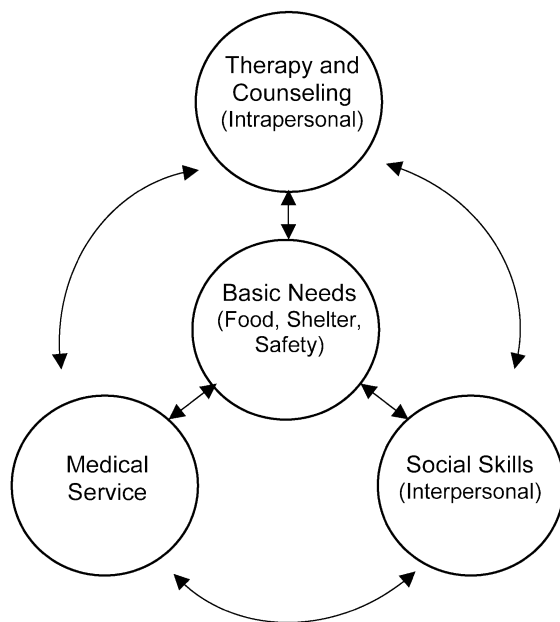 Therapy and
Counseling
(Intrapersonal)
Basic Needs
(Food, Shelter,
Safety)
Medical
Service
Social Skills
(Interpersonal)